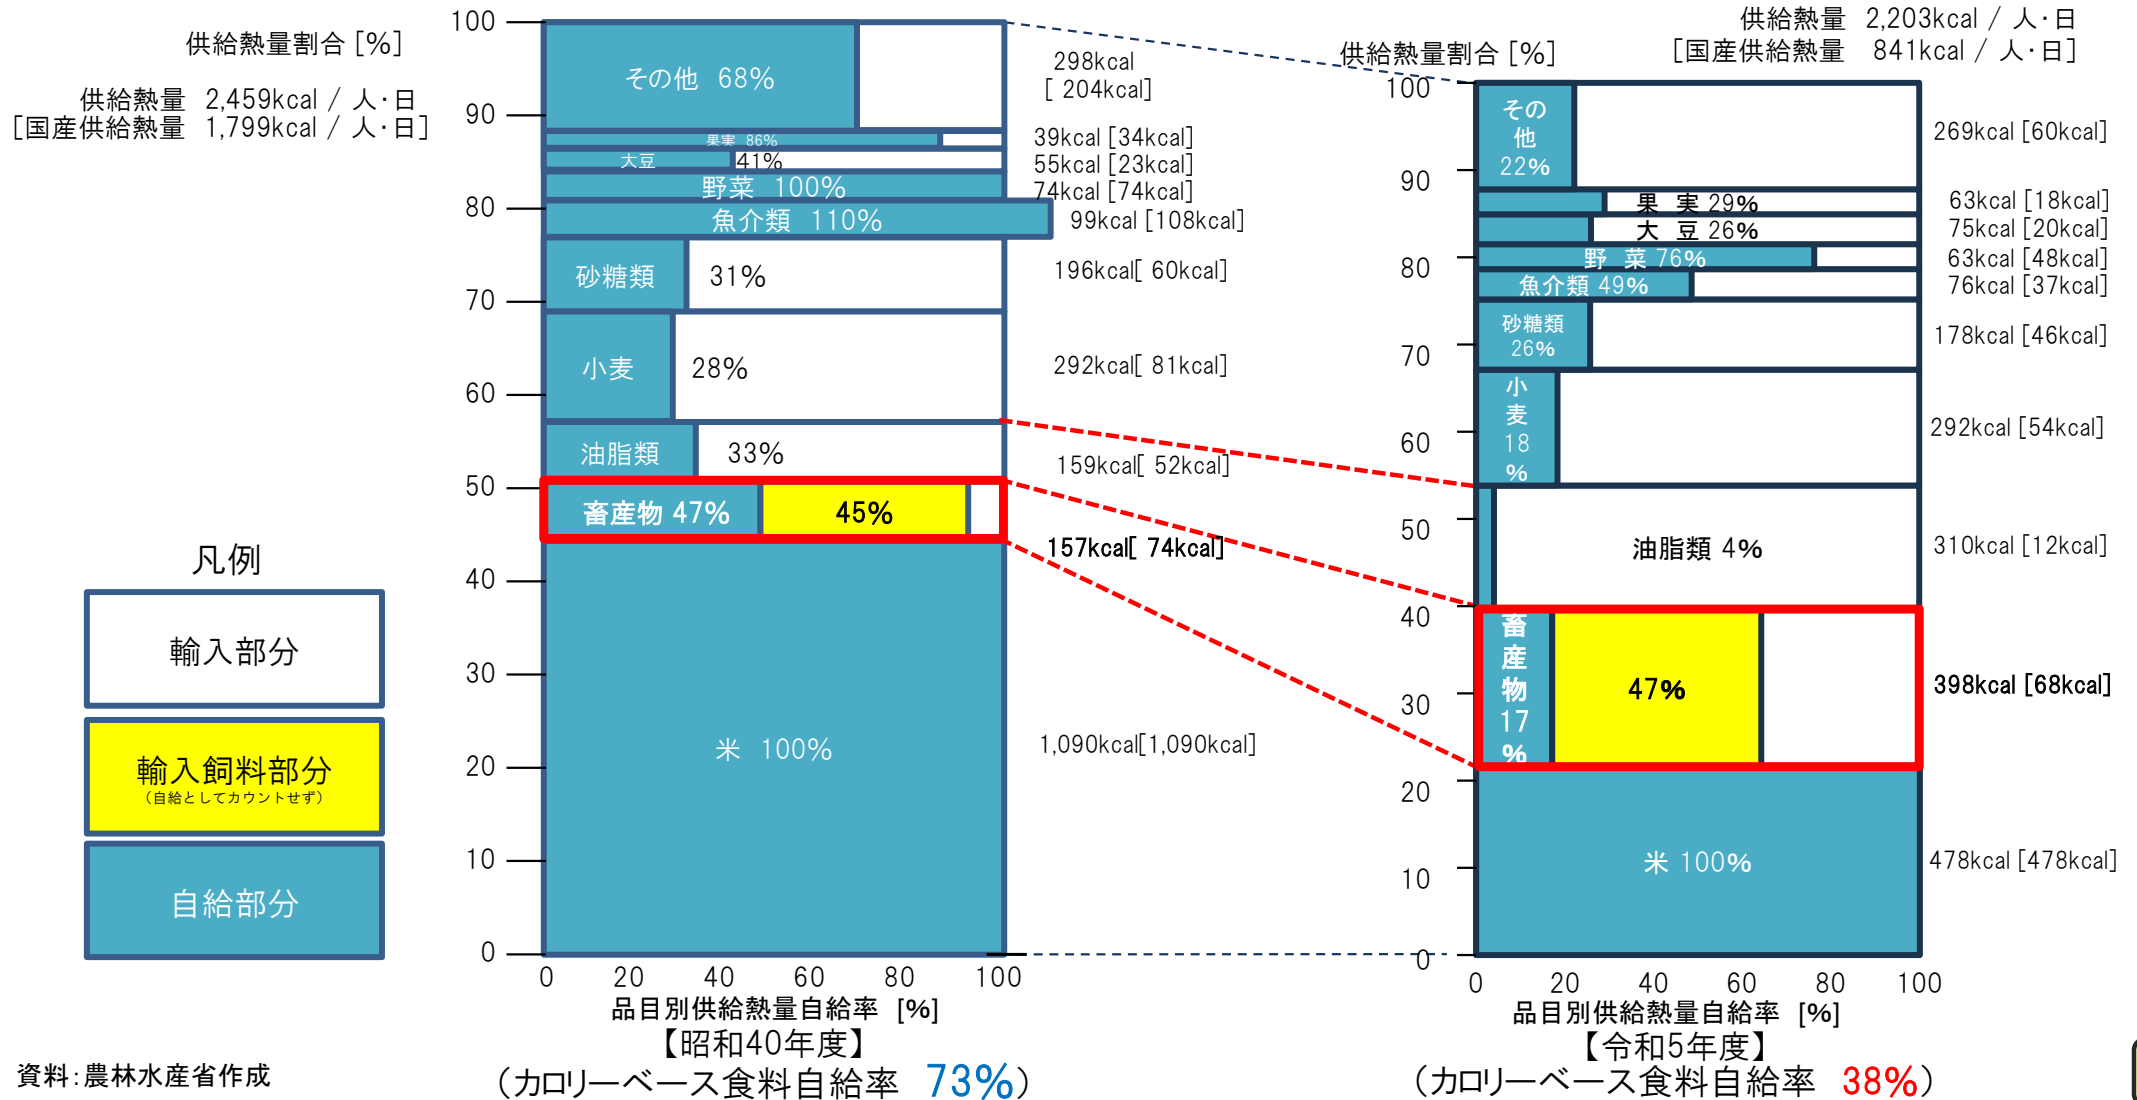 供給熱量割合 [%]
供給熱量 2,459kcal / 人・日
[国産供給熱量 1,799kcal / 人・日]
100
90
80
70
60
50
40
30
20
10
0
その他 68%
果実 86%
大豆 41%
野菜 100%
魚介類 110%
砂糖類 31%
小麦 28%
油脂類 33%
畜産物 47% 45%
米 100%
298kcal
[ 204kcal]
39kcal [34kcal]
55kcal [23kcal]
74kcal [74kcal]
99kcal [108kcal]
196kcal[ 60kcal]
292kcal[ 81kcal]
159kcal[ 52kcal]
157kcal[ 74kcal]
1,090kcal[1,090kcal]
0 20 40 60 80 100
品目別供給熱量自給率 [%]
【昭和40年度】
(カロリーベース食料自給率 73%)
凡例
輸入部分
輸入飼料部分
(自給としてカウントせず)
自給部分
資料:農林水産省作成
供給熱量 2,203kcal / 人・日
[国産供給熱量 841kcal / 人・日]
供給熱量割合 [%]
100
90
80
70
60
50
40
30
20
10
0
その
他
22%
果 実 29%
大 豆 26%
野 菜 76%
魚介類 49%
砂糖類
26%
小
麦
18
%
油脂類 4%
畜
産
物
17
%
47%
米 100%
269kcal [60kcal]
63kcal [18kcal]
75kcal [20kcal]
63kcal [48kcal]
76kcal [37kcal]
178kcal [46kcal]
292kcal [54kcal]
310kcal [12kcal]
398kcal [68kcal]
478kcal [478kcal]
0 20 40 60 80 100
品目別供給熱量自給率 [%]
【令和5年度】
(カロリーベース食料自給率 38%)